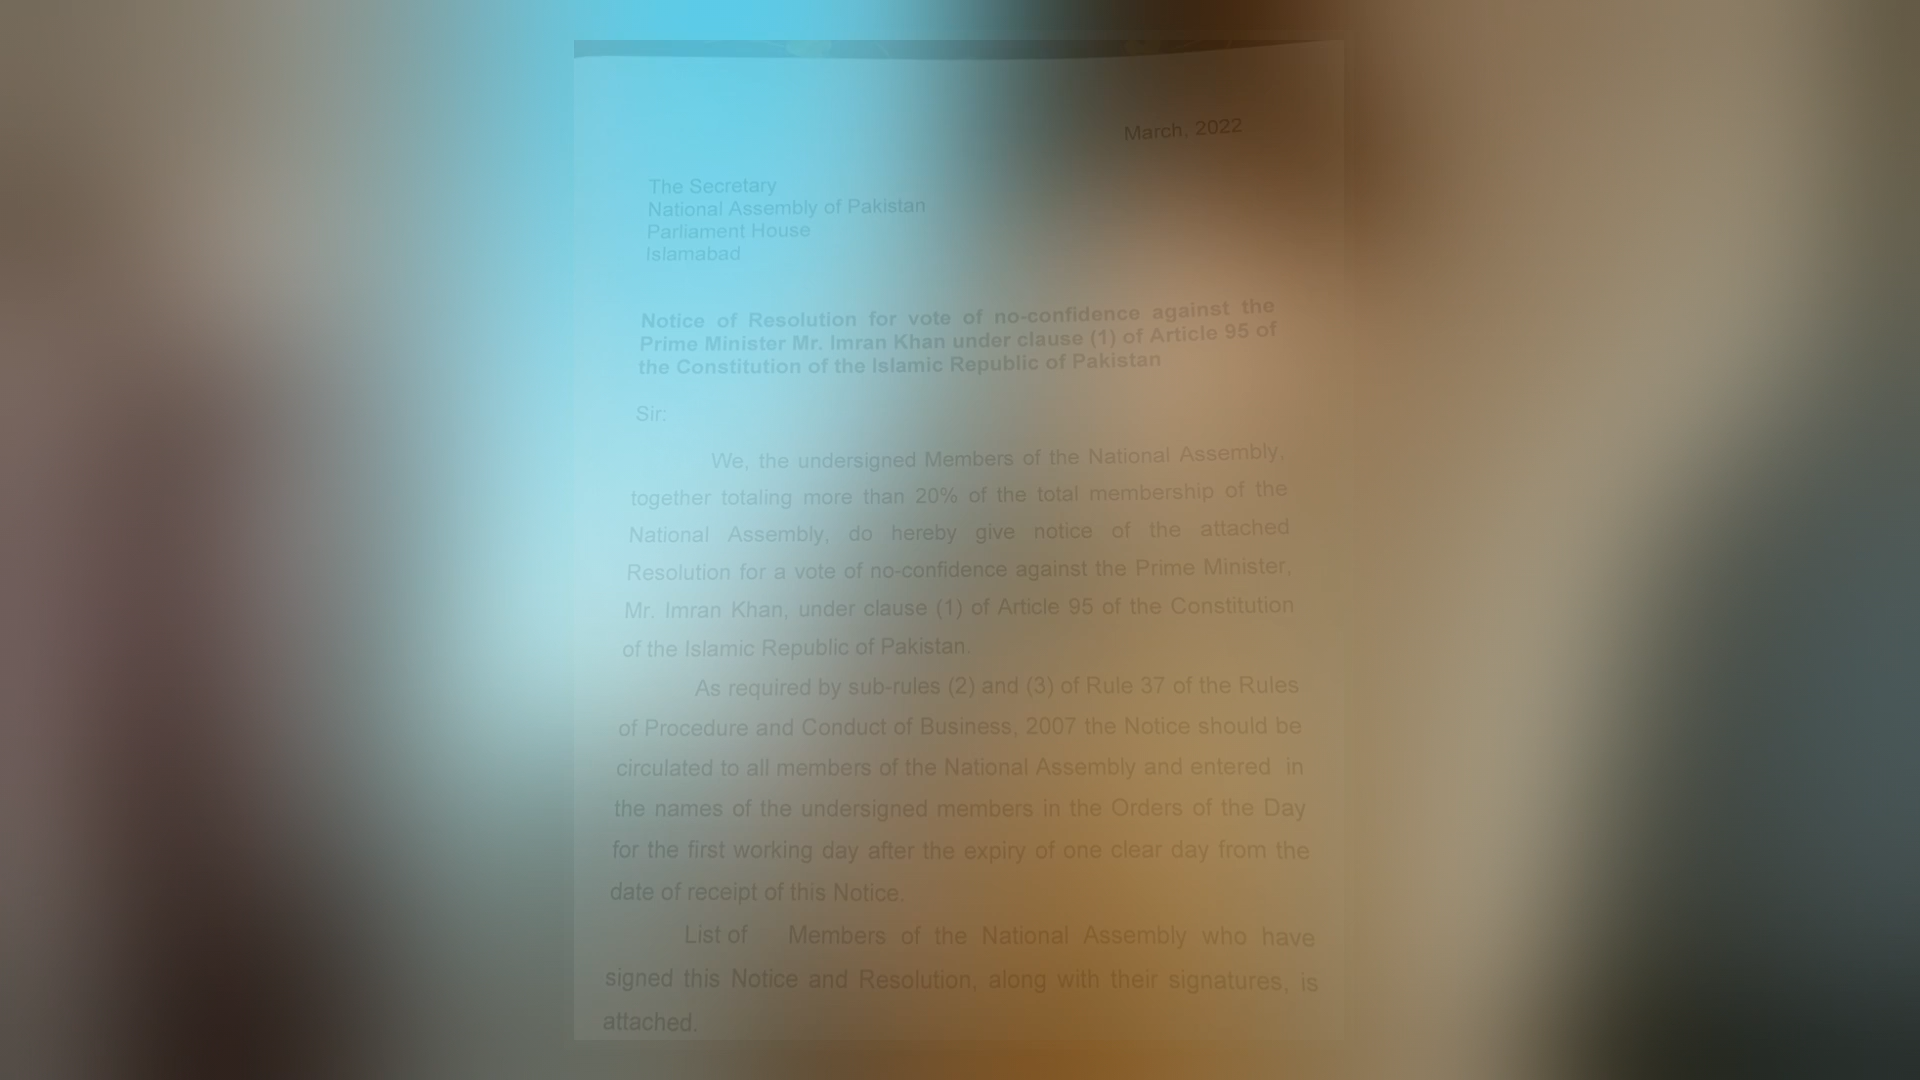 March, 2022
The Secretary
National Assembly of Pakistan
Parliament House
Islamabad
Notice of Resolution for vote of no-confidence against the
Prime Minister Mr. Imran Khan under clause (1) of Article 95 of
the Constitution of the Islamic Republic of Pakistan
Sir:
We, the undersigned Members of the National Assembly,
together totaling more than 20% of the total membership of the
National Assembly, do hereby give notice of the attached
Resolution for a vote of no-confidence against the Prime Minister,
Mr. Imran Khan, under clause (1) of Article 95 of the Constitution
of the Islamic Republic of Pakistan.
As required by sub-rules (2) and (3) of Rule 37 of the Rules
of Procedure and Conduct of Business, 2007 the Notice should be
circulated to all members of the National Assembly and entered in
the names of the undersigned members in the Orders of the Day
for the first working day after the expiry of one clear day from the
date of receipt of this Notice.
List of Members of the National Assembly who have
signed this Notice and Resolution, along with their signatures, is
attached.